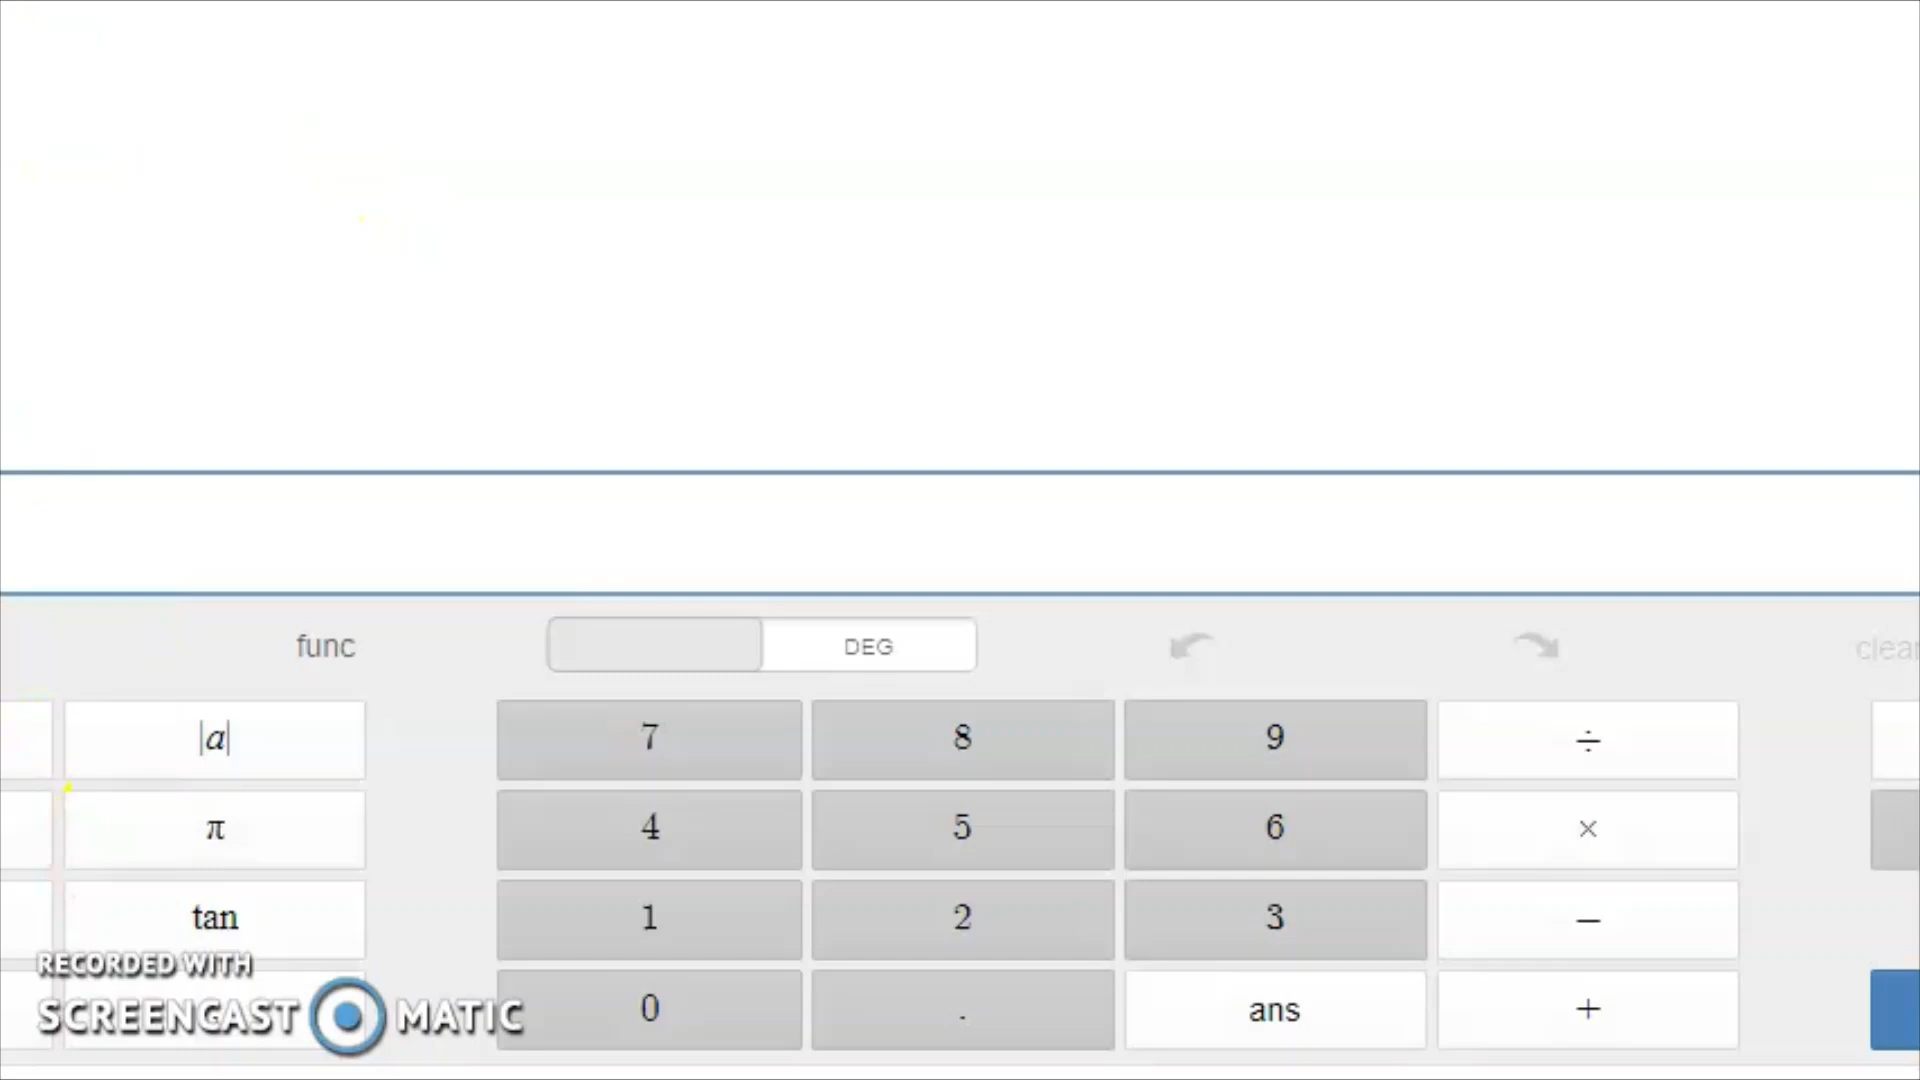 func DEG clear
|a| 7 8 9 ÷
π 4 5 6 ×
tan 1 2 3 −
0 . ans +
RECORDED WITH
SCREENCAST MATIC